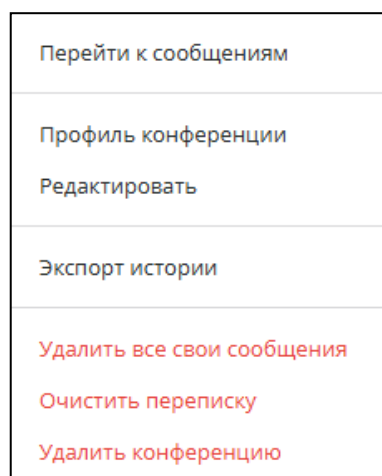 Перейти к сообщениям
Профиль конференции
Редактировать
Экспорт истории
Удалить все свои сообщения
Очистить переписку
Удалить конференцию